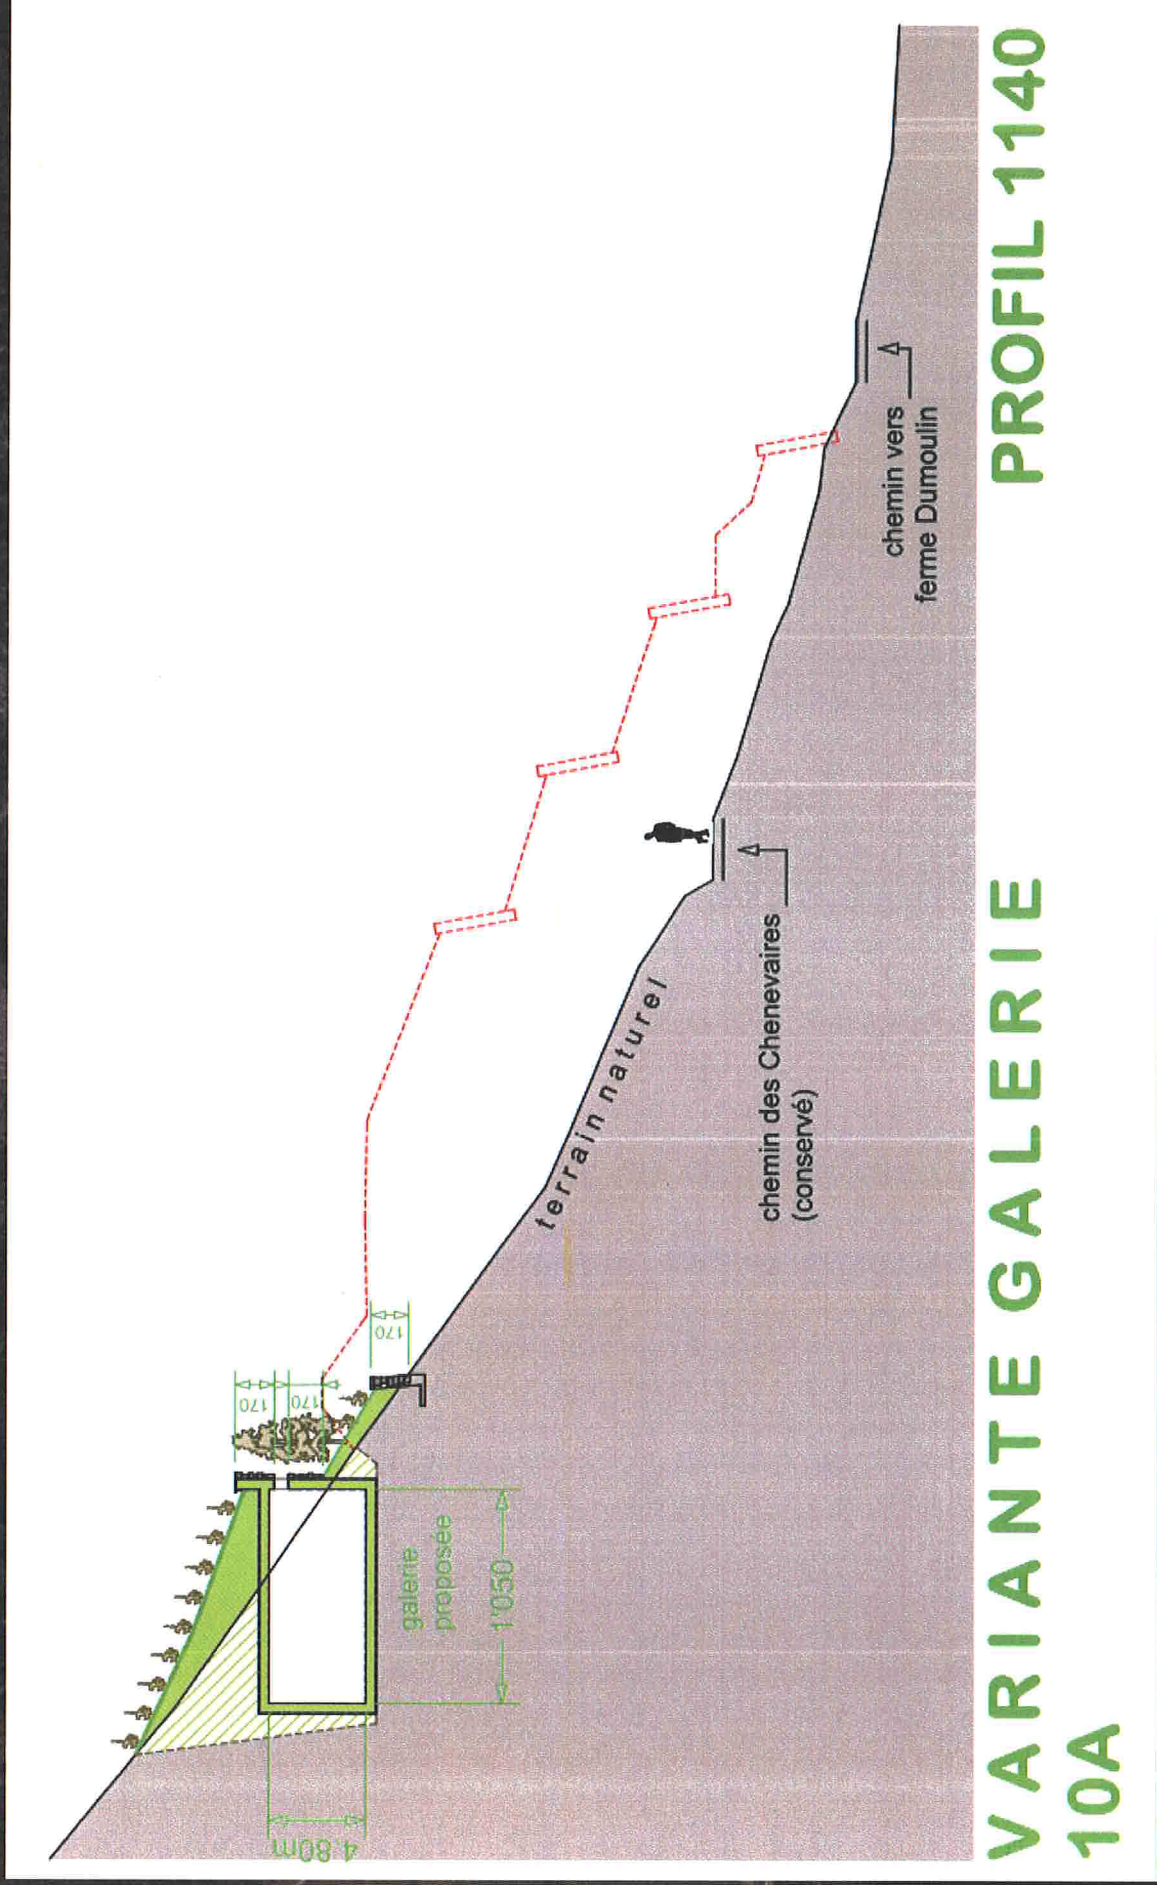 170
170
170
4.80m
galerie
proposée
1'050
terrain naturel
chemin des Chenevaires
(conservé)
chemin vers
ferme Dumoulin
VARIANTE GALERIE PROFIL 1140
10A